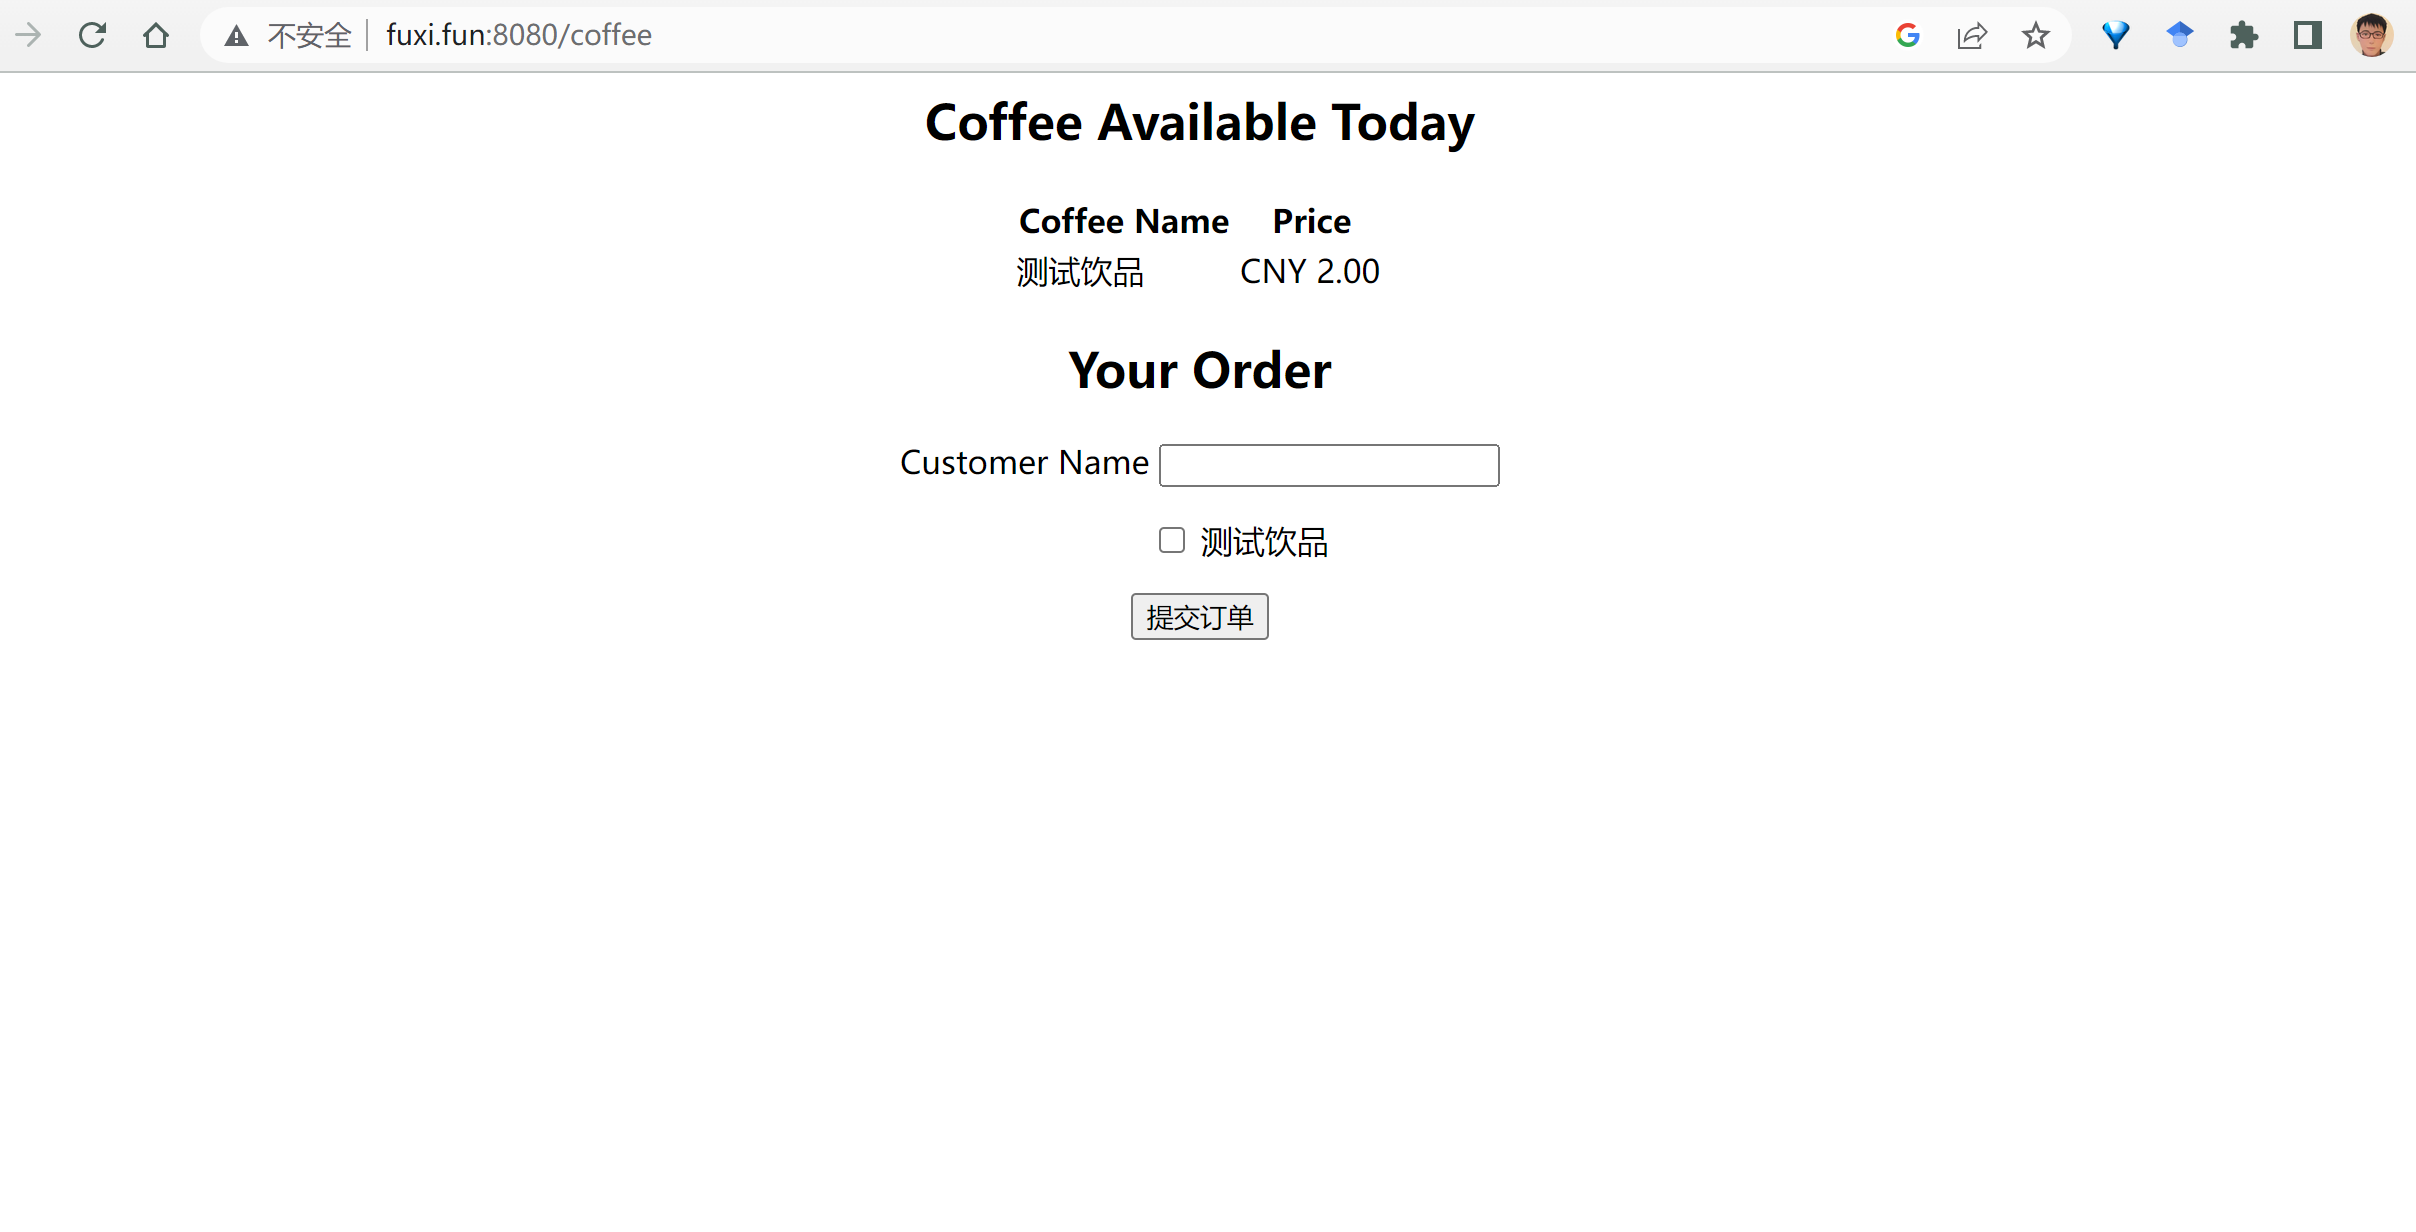 不安全 fuxi.fun:8080/coffee
Coffee Available Today
Coffee Name Price
测试饮品 CNY 2.00
Your Order
Customer Name
测试饮品
提交订单